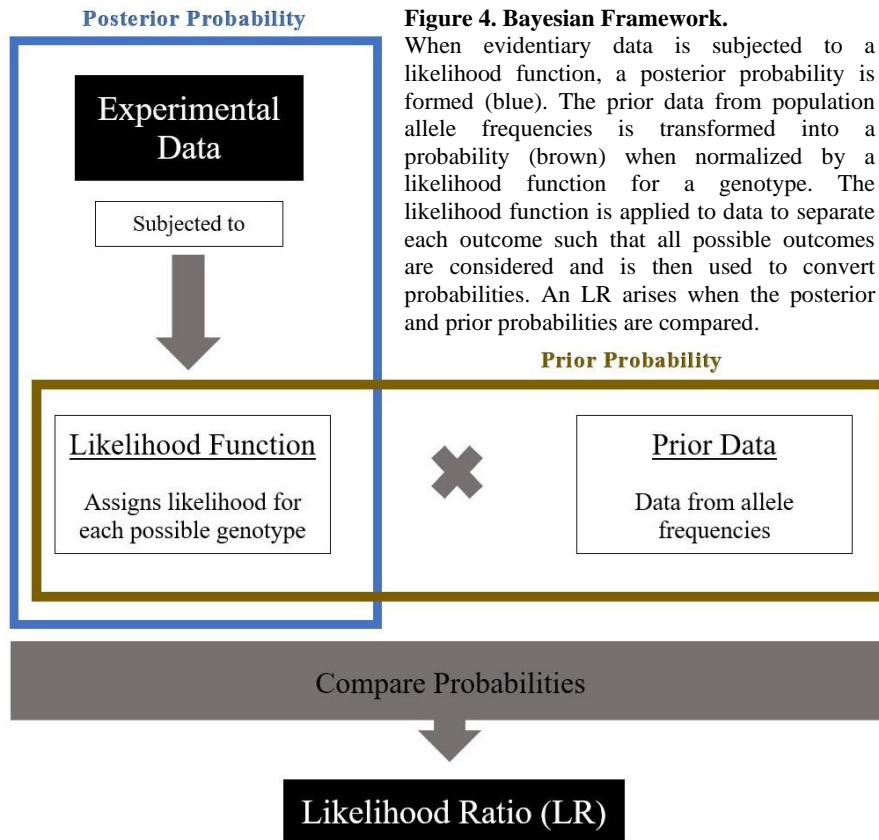 Posterior Probability
Figure 4. Bayesian Framework.
When evidentiary data is subjected to a
likelihood function, a posterior probability is
formed (blue). The prior data from population
allele frequencies is transformed into a
probability (brown) when normalized by a
likelihood function for a genotype. The
likelihood function is applied to data to separate
each outcome such that all possible outcomes
are considered and is then used to convert
probabilities. An LR arises when the posterior
and prior probabilities are compared.
Experimental
Data
Subjected to
Prior Probability
Likelihood Function
Assigns likelihood for
each possible genotype
Prior Data
Data from allele
frequencies
Compare Probabilities
Likelihood Ratio (LR)